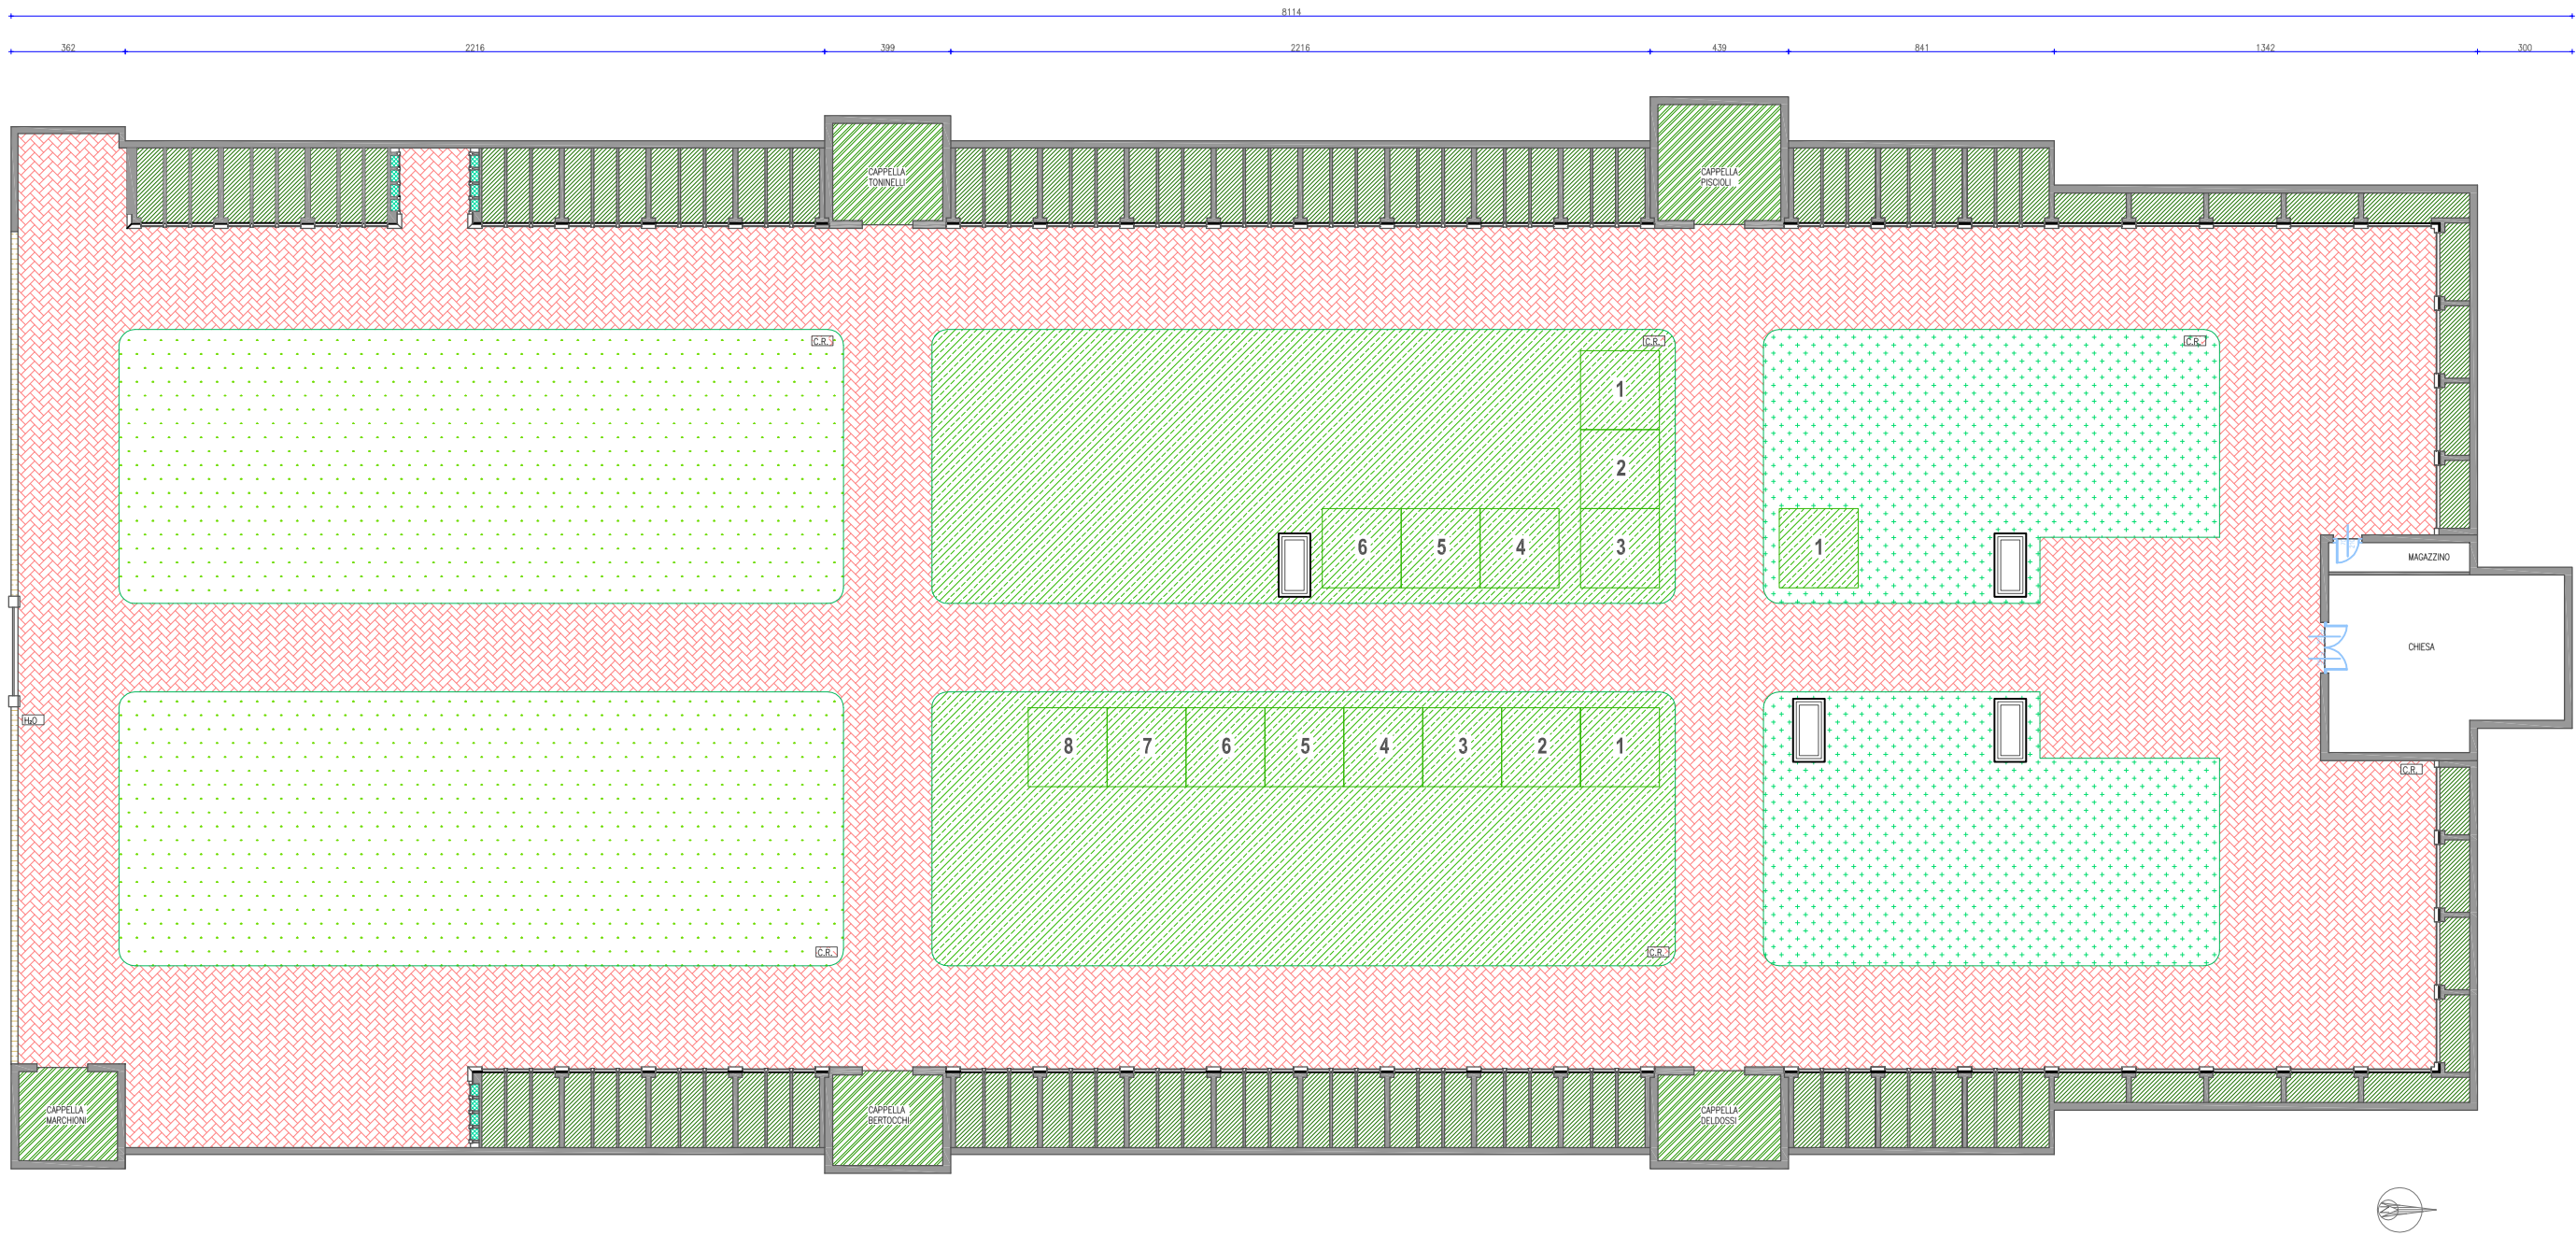 8114
362
2216
399
2216
439
841
1342
300
CAPPELLA
TONINELLI
CAPPELLA
PISCIOLI
C.R.
C.R.
C.R.
1
2
6
5
4
3
1
MAGAZZINO
CHIESA
H₂O
8
7
6
5
4
3
2
1
C.R.
C.R.
C.R.
CAPPELLA
MARCHIONI
CAPPELLA
BERTOCCHI
CAPPELLA
DELDOSSI